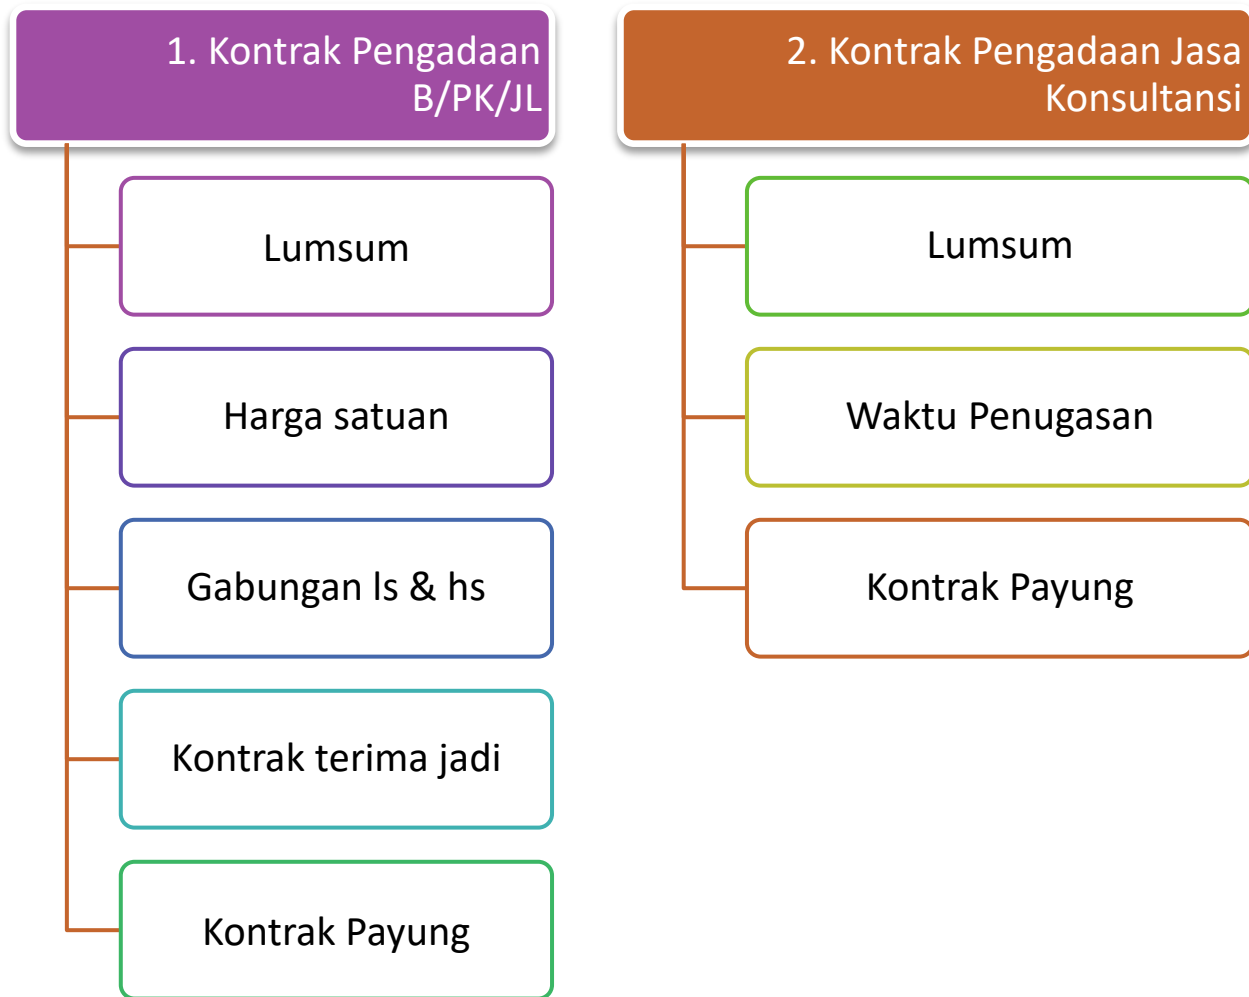 1. Kontrak Pengadaan
B/PK/JL
Lumsum
Harga satuan
Gabungan ls & hs
Kontrak terima jadi
Kontrak Payung
2. Kontrak Pengadaan Jasa
Konsultansi
Lumsum
Waktu Penugasan
Kontrak Payung